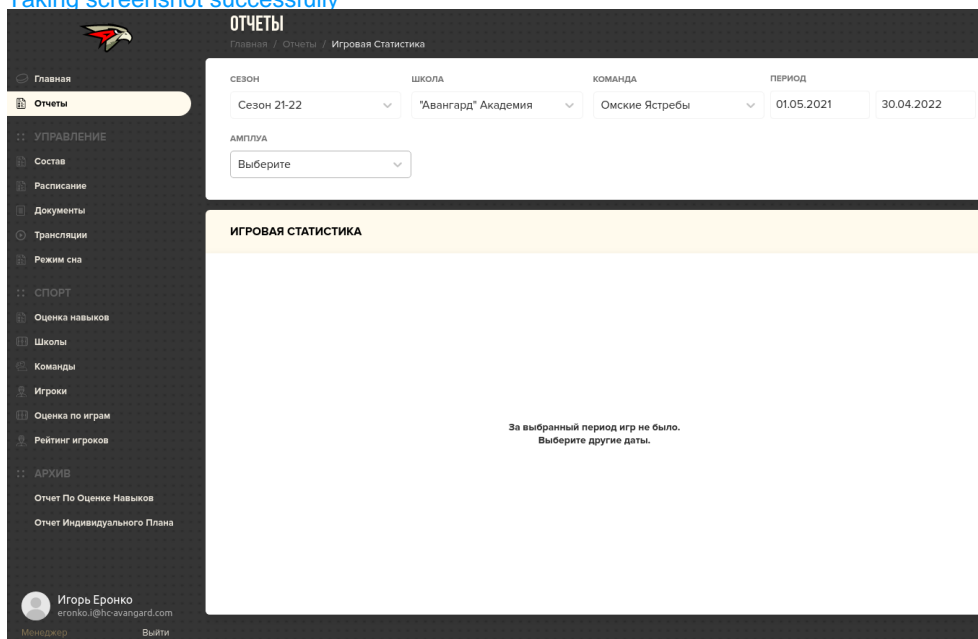 Taking screenshot successfully
ОТЧЕТЫ
Главная / Отчеты / Игровая Статистика
Главная
Отчеты
:: УПРАВЛЕНИЕ
Состав
Расписание
Документы
Трансляции
Режим сна
:: СПОРТ
Оценка навыков
Школы
Команды
Игроки
Оценка по играм
Рейтинг игроков
:: АРХИВ
Отчет По Оценке Навыков
Отчет Индивидуального Плана
Игорь Еронко
eronko.i@hc-avangard.com
Менеджер Выйти
СЕЗОН ШКОЛА КОМАНДА ПЕРИОД
Сезон 21-22 "Авангард" Академия Омские Ястребы 01.05.2021 30.04.2022
АМПЛУА
Выберите
ИГРОВАЯ СТАТИСТИКА
За выбранный период игр не было.
Выберите другие даты.